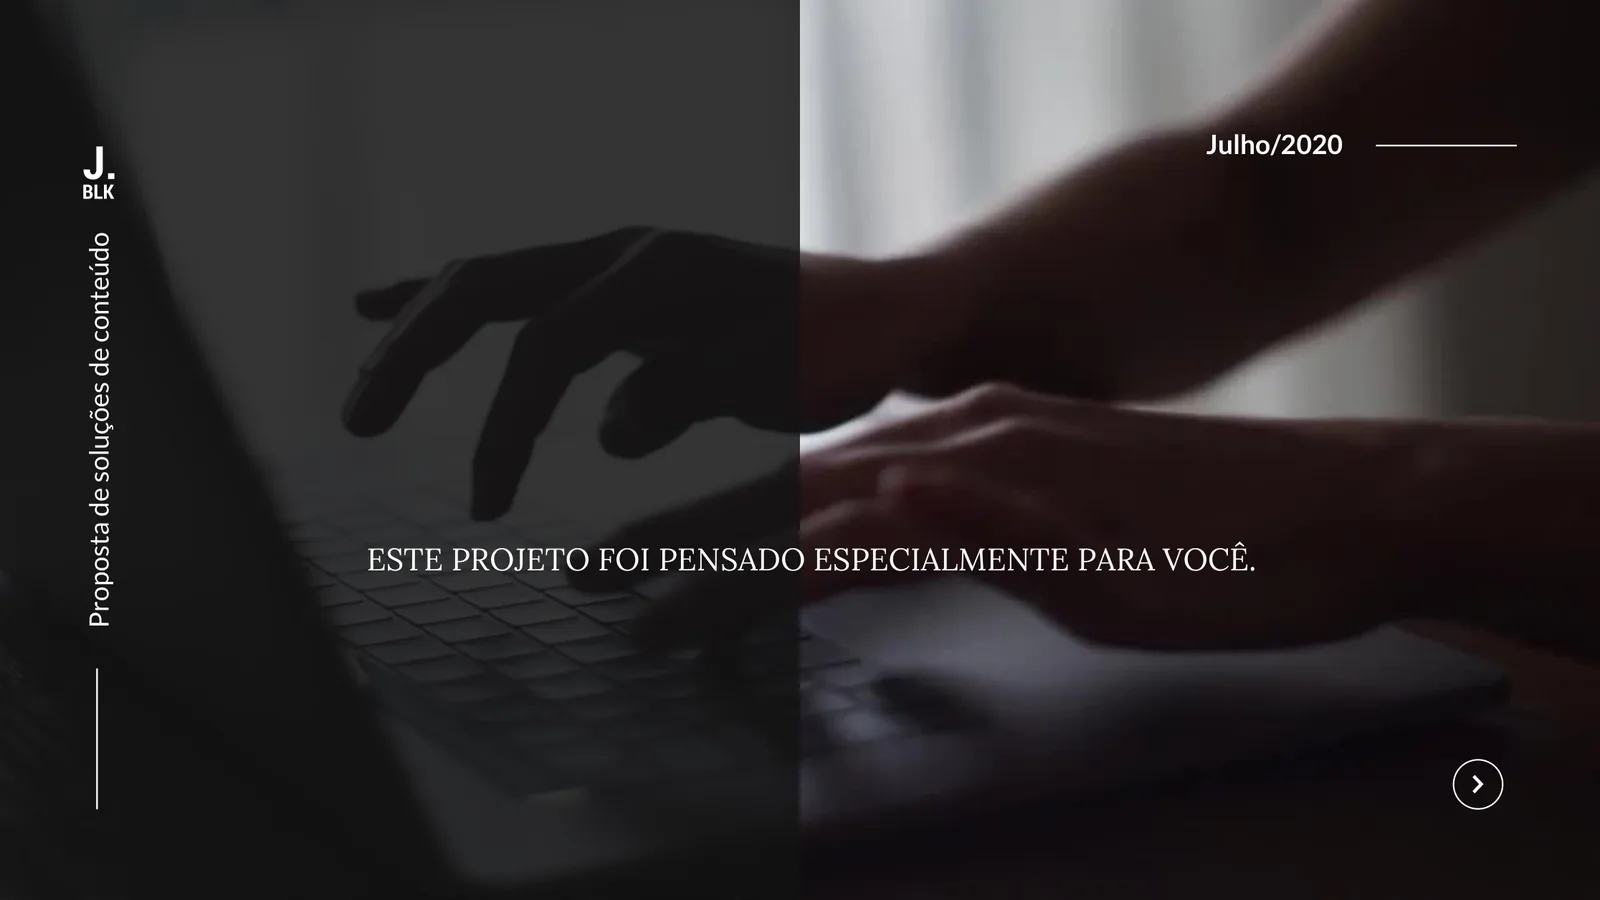 J.
BLK
Proposta de soluções de conteúdo
Julho/2020
ESTE PROJETO FOI PENSADO ESPECIALMENTE PARA VOCÊ.